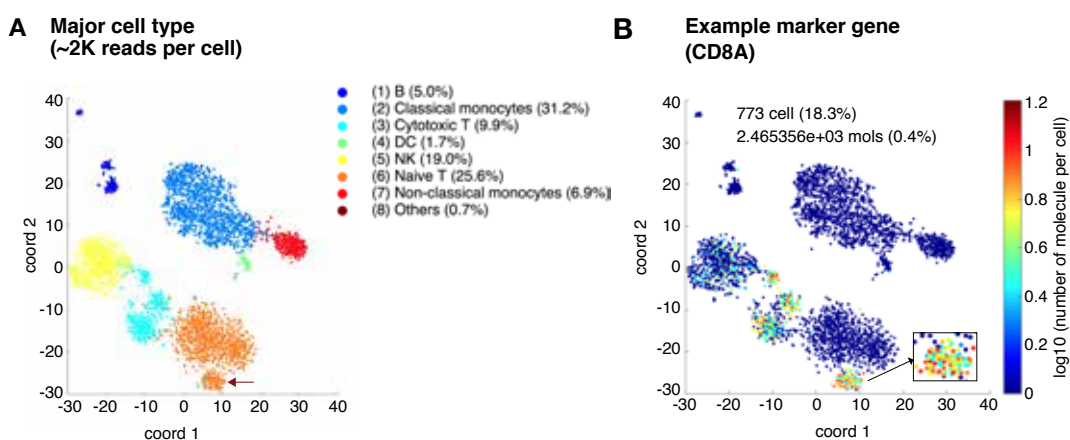 A
Major cell type
(~2K reads per cell)
40
30
20
10
0
-10
-20
-30
coord 2
-30
-20
-10
0
10
20
30
40
coord 1
(1) B (5.0%)
(2) Classical monocytes (31.2%)
(3) Cytotoxic T (9.9%)
(4) DC (1.7%)
(5) NK (19.0%)
(6) Naive T (25.6%)
(7) Non-classical monocytes (6.9%)
(8) Others (0.7%)
B
Example marker gene
(CD8A)
773 cell (18.3%)
2.465356e+03 mols (0.4%)
40
30
20
10
0
-10
-20
-30
coord 2
-30
-20
-10
0
10
20
30
40
coord 1
1.2
1
0.8
0.6
0.4
0.2
0
log10 (number of molecule per cell)